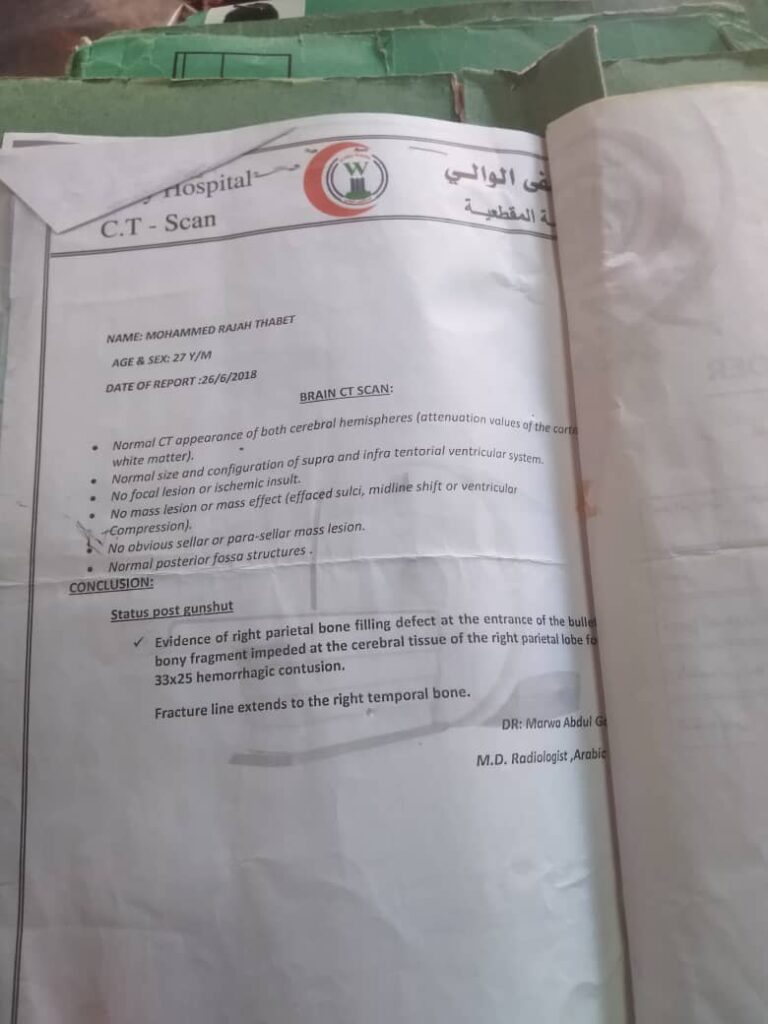 Hospital
C.T - Scan
الوالي
المقطعية
W
NAME: MOHAMMED RAJAH THABET
AGE & SEX: 27 Y/M
DATE OF REPORT :26/6/2018
BRAIN CT SCAN:
• Normal CT appearance of both cerebral hemispheres (attenuation values of the
white matter).
• Normal size and configuration of supra and infra tentorial ventricular system.
• No focal lesion or ischemic insult.
• No mass lesion or mass effect (effaced sulci, midline shift or ventricular
Compression).
• No obvious sellar or para-sellar mass lesion.
• Normal posterior fossa structures .
CONCLUSION:
Status post gunshut
✓ Evidence of right parietal bone filling defect at the entrance of the
bony fragment impeded at the cerebral tissue of the right parietal lobe
33x25 hemorrhagic contusion.
Fracture line extends to the right temporal bone.
DR: Marwa Abdul
M.D. Radiologist ,Arabic